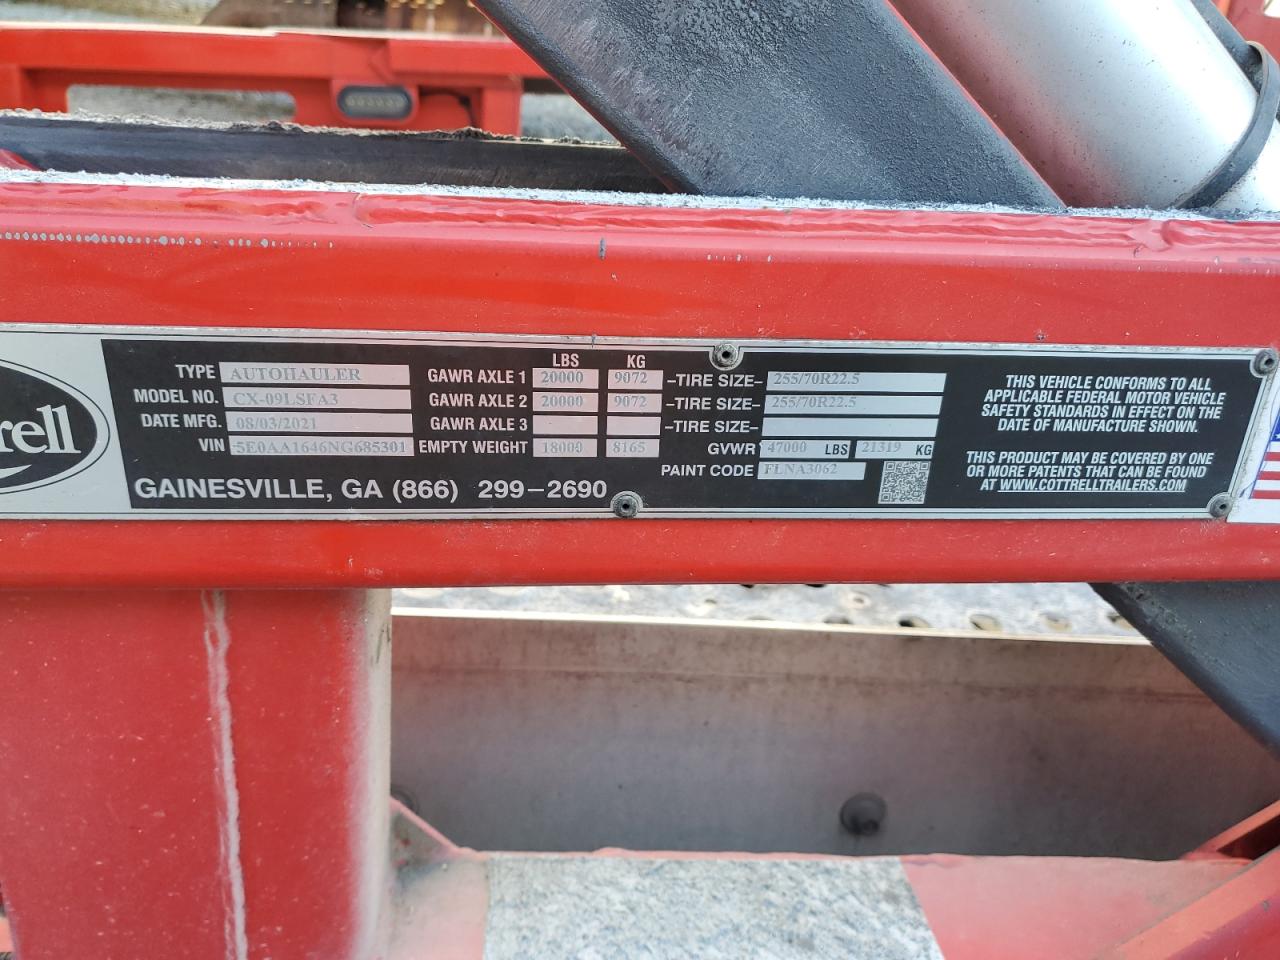 rell
TYPE AUTOHAULER
MODEL NO. CX-09LSFA3
DATE MFG. 08/03/2021
VIN 5E0AA1646NG685301
LBS KG
GAWR AXLE 1 20000 9072 -TIRE SIZE- 255/70R22.5
GAWR AXLE 2 20000 9072 -TIRE SIZE- 255/70R22.5
GAWR AXLE 3 -TIRE SIZE-
EMPTY WEIGHT 18000 8165 GVWR 47000 LBS 21319 KG
PAINT CODE FLNA3062
GAINESVILLE, GA (866) 299-2690
THIS VEHICLE CONFORMS TO ALL
APPLICABLE FEDERAL MOTOR VEHICLE
SAFETY STANDARDS IN EFFECT ON THE
DATE OF MANUFACTURE SHOWN.
THIS PRODUCT MAY BE COVERED BY ONE
OR MORE PATENTS THAT CAN BE FOUND
AT WWW.COTTRELLTRAILERS.COM